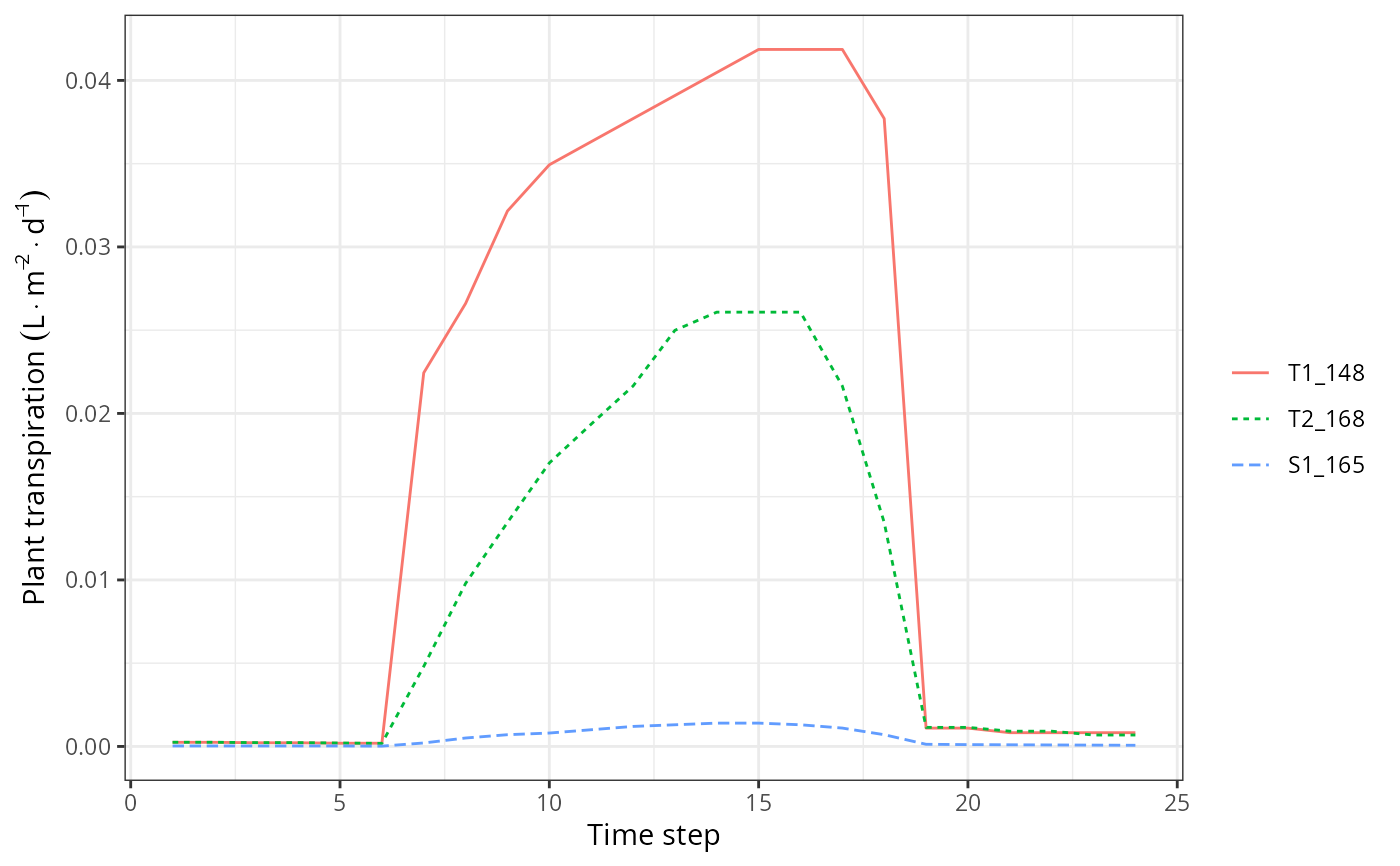 Plant transpiration (L · m⁻² · d⁻¹)
0.04
0.03
0.02
0.01
0.00
0 5 10 15 20 25
Time step
T1_148
T2_168
S1_165